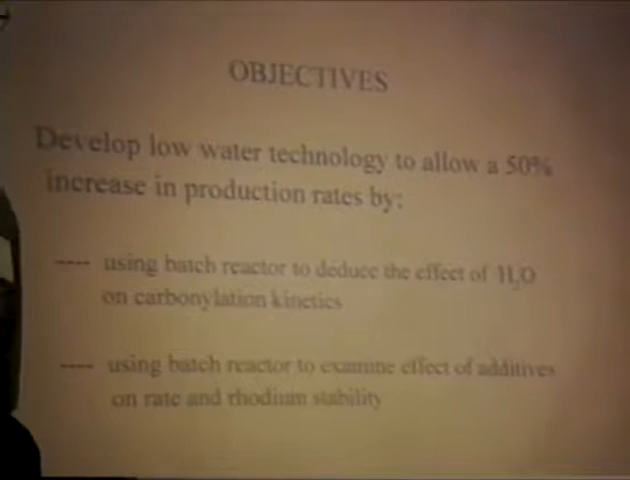 OBJECTIVES
Develop low water technology to allow a 50%
increase in production rates by:
---- using batch reactor to deduce the effect of H₂O
on carbonylation kinetics
---- using batch reactor to examine effect of additives
on rate and rhodium stability